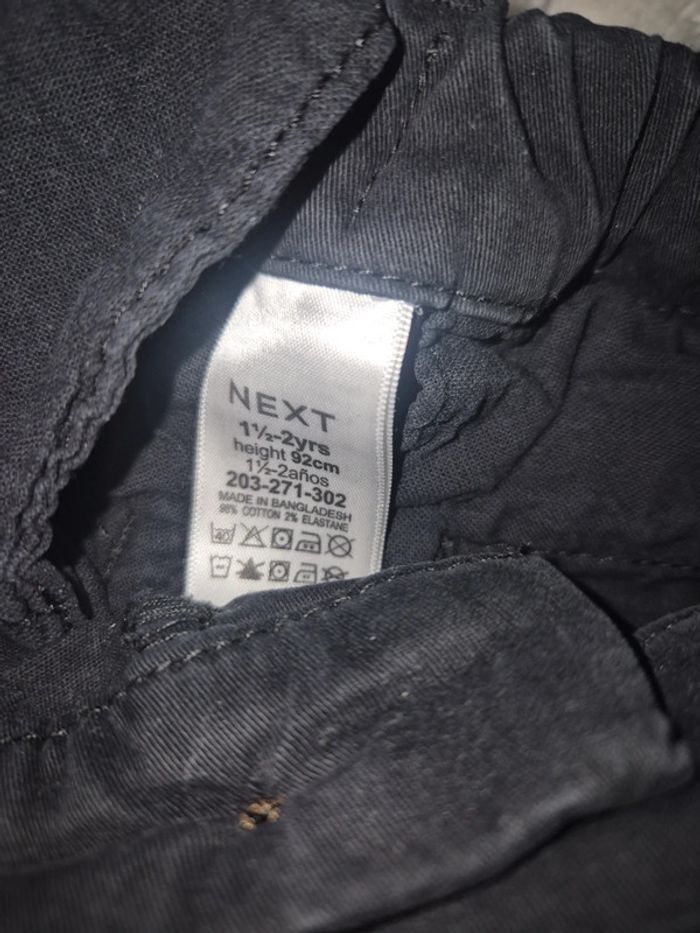 NEXT
1½-2yrs
height 92cm
1½-2años
203-271-302
MADE IN BANGLADESH
98% COTTON 2% ELASTANE
40